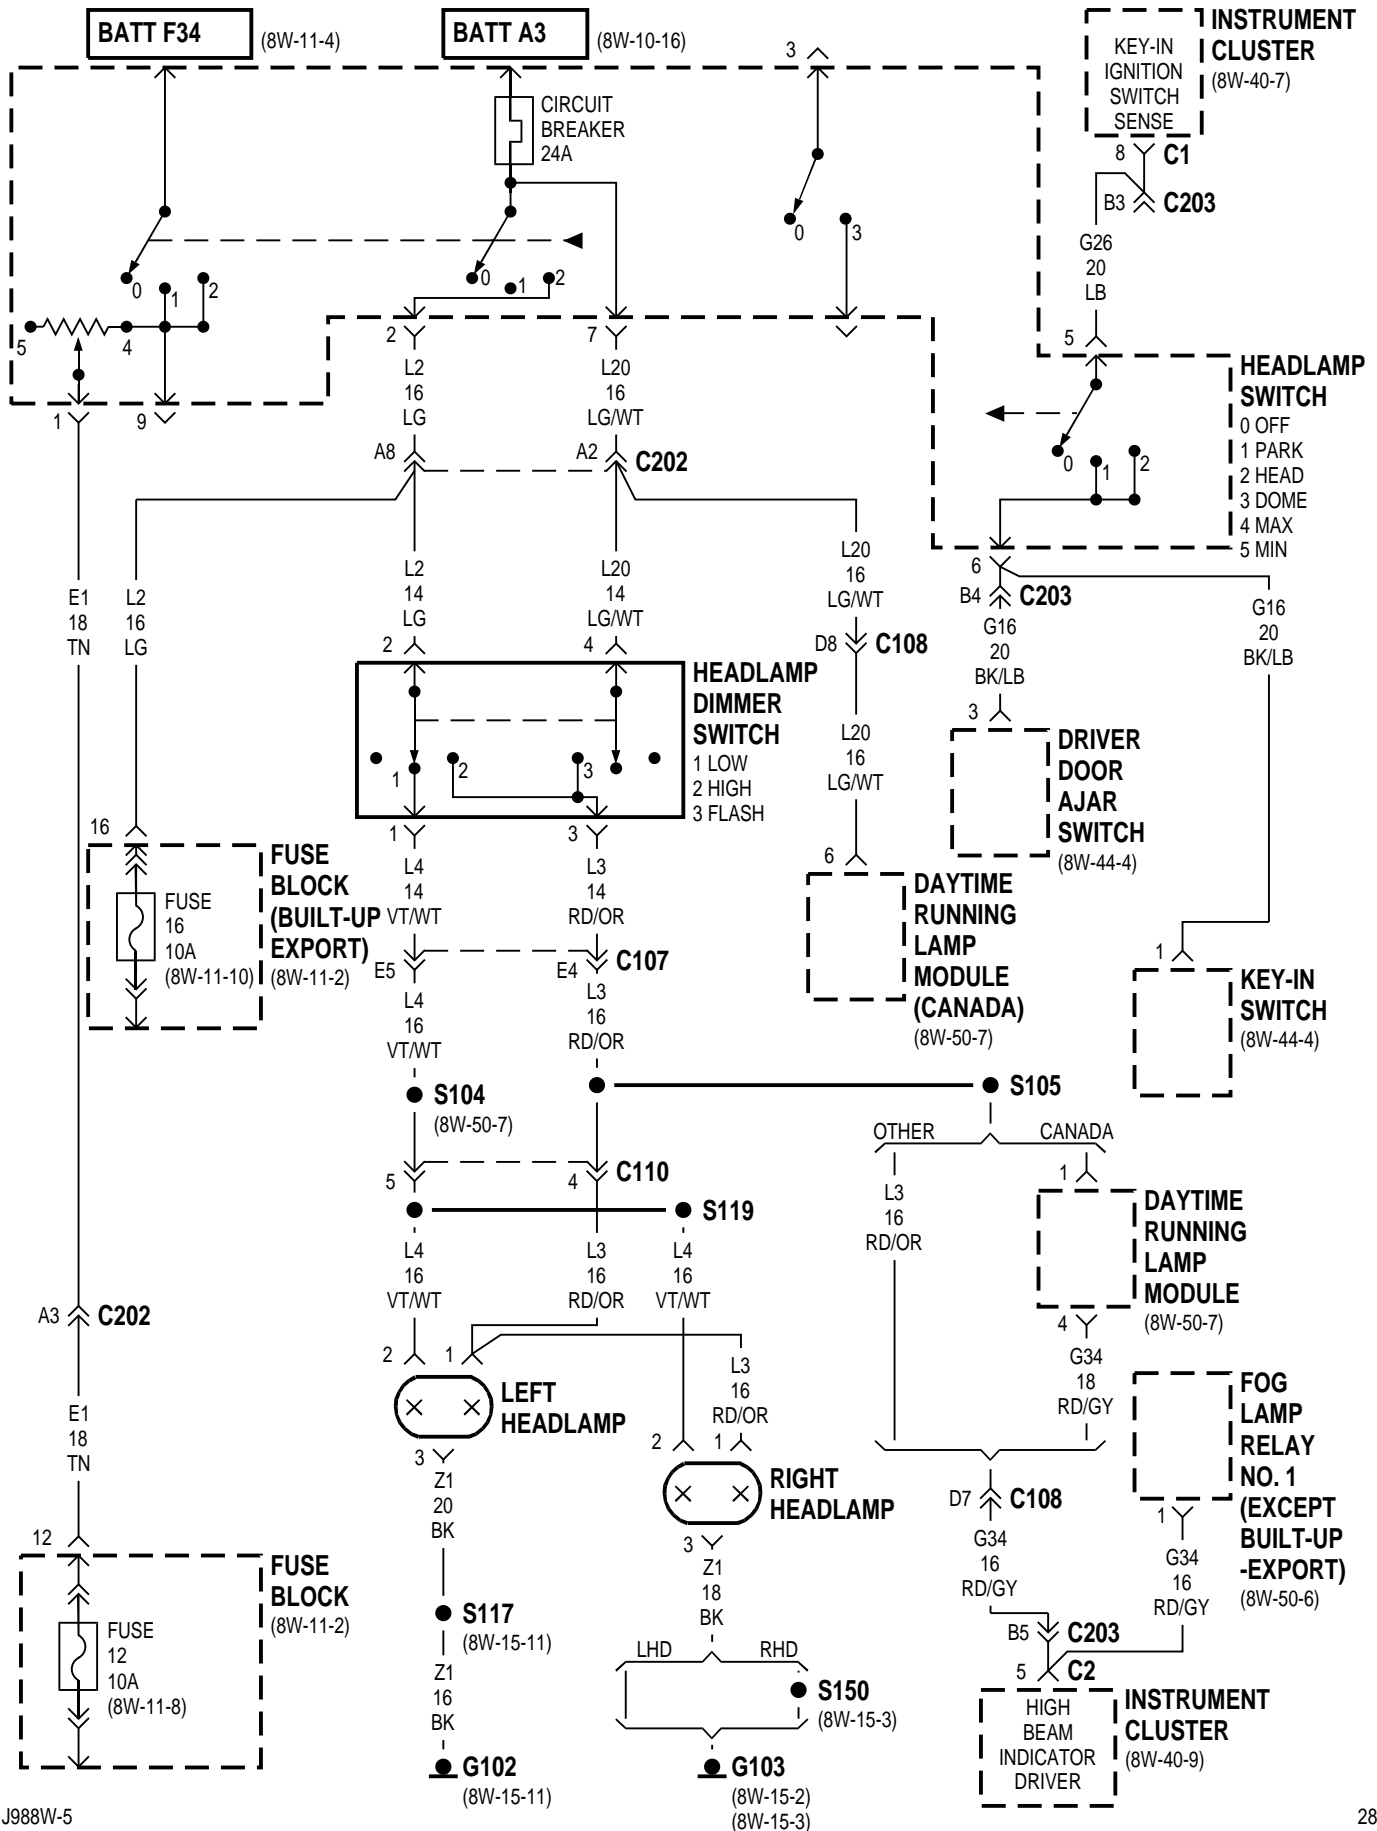 BATT F34
(8W-11-4)
BATT A3
(8W-10-16)
3
KEY-IN
IGNITION
SWITCH
SENSE
INSTRUMENT
CLUSTER
(8W-40-7)
CIRCUIT
BREAKER
24A
8
C1
B3
C203
G26
20
LB
0
1
2
0
1
2
0
3
5
4
1
9
2
7
5
L2
16
LG
L20
16
LG/WT
HEADLAMP
SWITCH
0 OFF
1 PARK
2 HEAD
3 DOME
4 MAX
5 MIN
0
1
2
A8
A2
C202
E1
18
TN
L2
16
LG
L2
14
LG
L20
14
LG/WT
L20
16
LG/WT
6
B4
C203
G16
20
BK/LB
G16
20
BK/LB
2
4
D8
C108
HEADLAMP
DIMMER
SWITCH
1 LOW
2 HIGH
3 FLASH
1
2
3
L20
16
LG/WT
3
DRIVER
DOOR
AJAR
SWITCH
(8W-44-4)
16
1
3
6
FUSE
BLOCK
(BUILT-UP
EXPORT)
(8W-11-2)
FUSE
16
10A
(8W-11-10)
L4
14
VT/WT
L3
14
RD/OR
DAYTIME
RUNNING
LAMP
MODULE
(CANADA)
(8W-50-7)
1
KEY-IN
SWITCH
(8W-44-4)
E5
E4
C107
L4
16
VT/WT
L3
16
RD/OR
S104
(8W-50-7)
S105
OTHER
CANADA
5
4
C110
1
S119
L3
16
RD/OR
DAYTIME
RUNNING
LAMP
MODULE
(8W-50-7)
L4
16
VT/WT
L3
16
RD/OR
L4
16
VT/WT
A3
C202
4
G34
18
RD/GY
2
1
L3
16
RD/OR
LEFT
HEADLAMP
E1
18
TN
FOG
LAMP
RELAY
NO. 1
(EXCEPT
BUILT-UP
-EXPORT)
(8W-50-6)
2
1
3
Z1
20
BK
RIGHT
HEADLAMP
D7
C108
1
G34
16
RD/GY
G34
16
RD/GY
12
3
Z1
18
BK
FUSE
BLOCK
(8W-11-2)
FUSE
12
10A
(8W-11-8)
S117
(8W-15-11)
B5
C203
LHD
RHD
5
C2
Z1
16
BK
S150
(8W-15-3)
HIGH
BEAM
INDICATOR
DRIVER
INSTRUMENT
CLUSTER
(8W-40-9)
G102
(8W-15-11)
G103
(8W-15-2)
(8W-15-3)
J988W-5
28